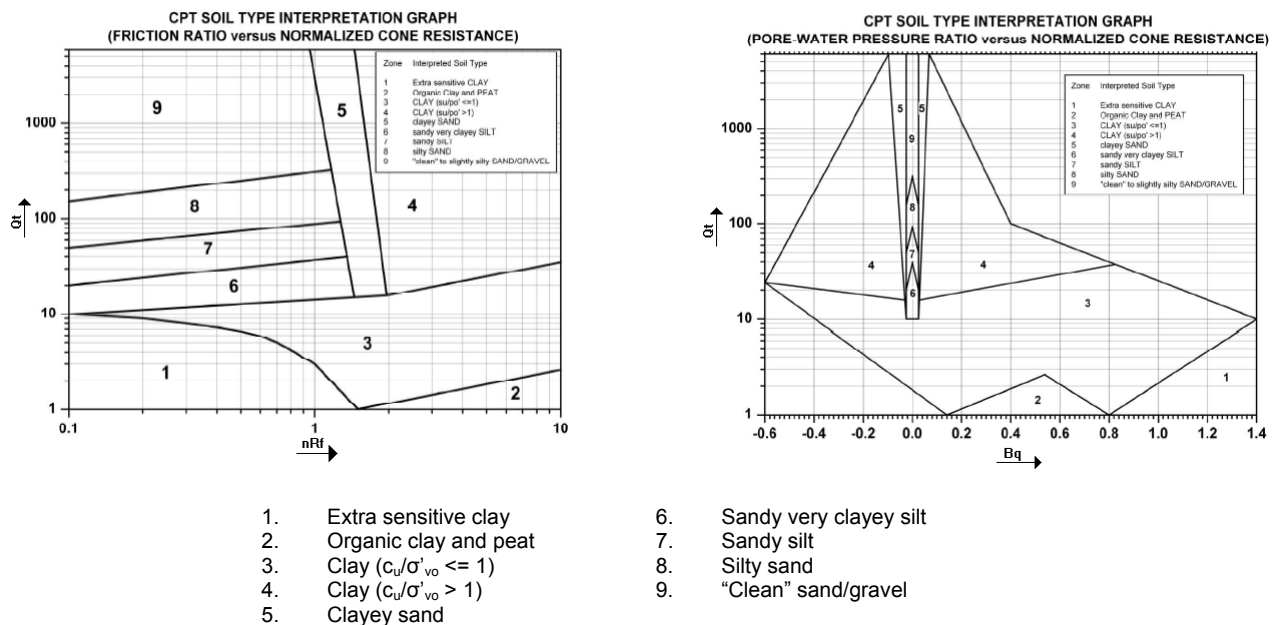 CPT SOIL TYPE INTERPRETATION GRAPH
(FRICTION RATIO versus NORMALIZED CONE RESISTANCE)
Zone Interpreted Soil Type
1 Extra sensitive CLAY
2 Organic Clay and PEAT
3 CLAY (su/po' <=1)
4 CLAY (su/po' >1)
5 clayey SAND
6 sandy very clayey SILT
7 sandy SILT
8 silty SAND
9 "clean" to slightly silty SAND/GRAVEL
9
5
8
4
7
6
3
1
2
1000
100
10
1
Qt
0.1 1 10
nRf
CPT SOIL TYPE INTERPRETATION GRAPH
(PORE-WATER PRESSURE RATIO versus NORMALIZED CONE RESISTANCE)
Zone Interpreted Soil Type
1 Extra sensitive CLAY
2 Organic Clay and PEAT
3 CLAY (su/po' <=1)
4 CLAY (su/po' >1)
5 clayey SAND
6 sandy very clayey SILT
7 sandy SILT
8 silty SAND
9 "clean" to slightly silty SAND/GRAVEL
5 5
9
8
7
4 4
6
3
1
2
1000
100
10
1
Qt
-0.6 -0.4 -0.2 0.0 0.2 0.4 0.6 0.8 1.0 1.2 1.4
Bq
1. Extra sensitive clay
2. Organic clay and peat
3. Clay (cu/σ'vo <= 1)
4. Clay (cu/σ'vo > 1)
5. Clayey sand
6. Sandy very clayey silt
7. Sandy silt
8. Silty sand
9. “Clean” sand/gravel